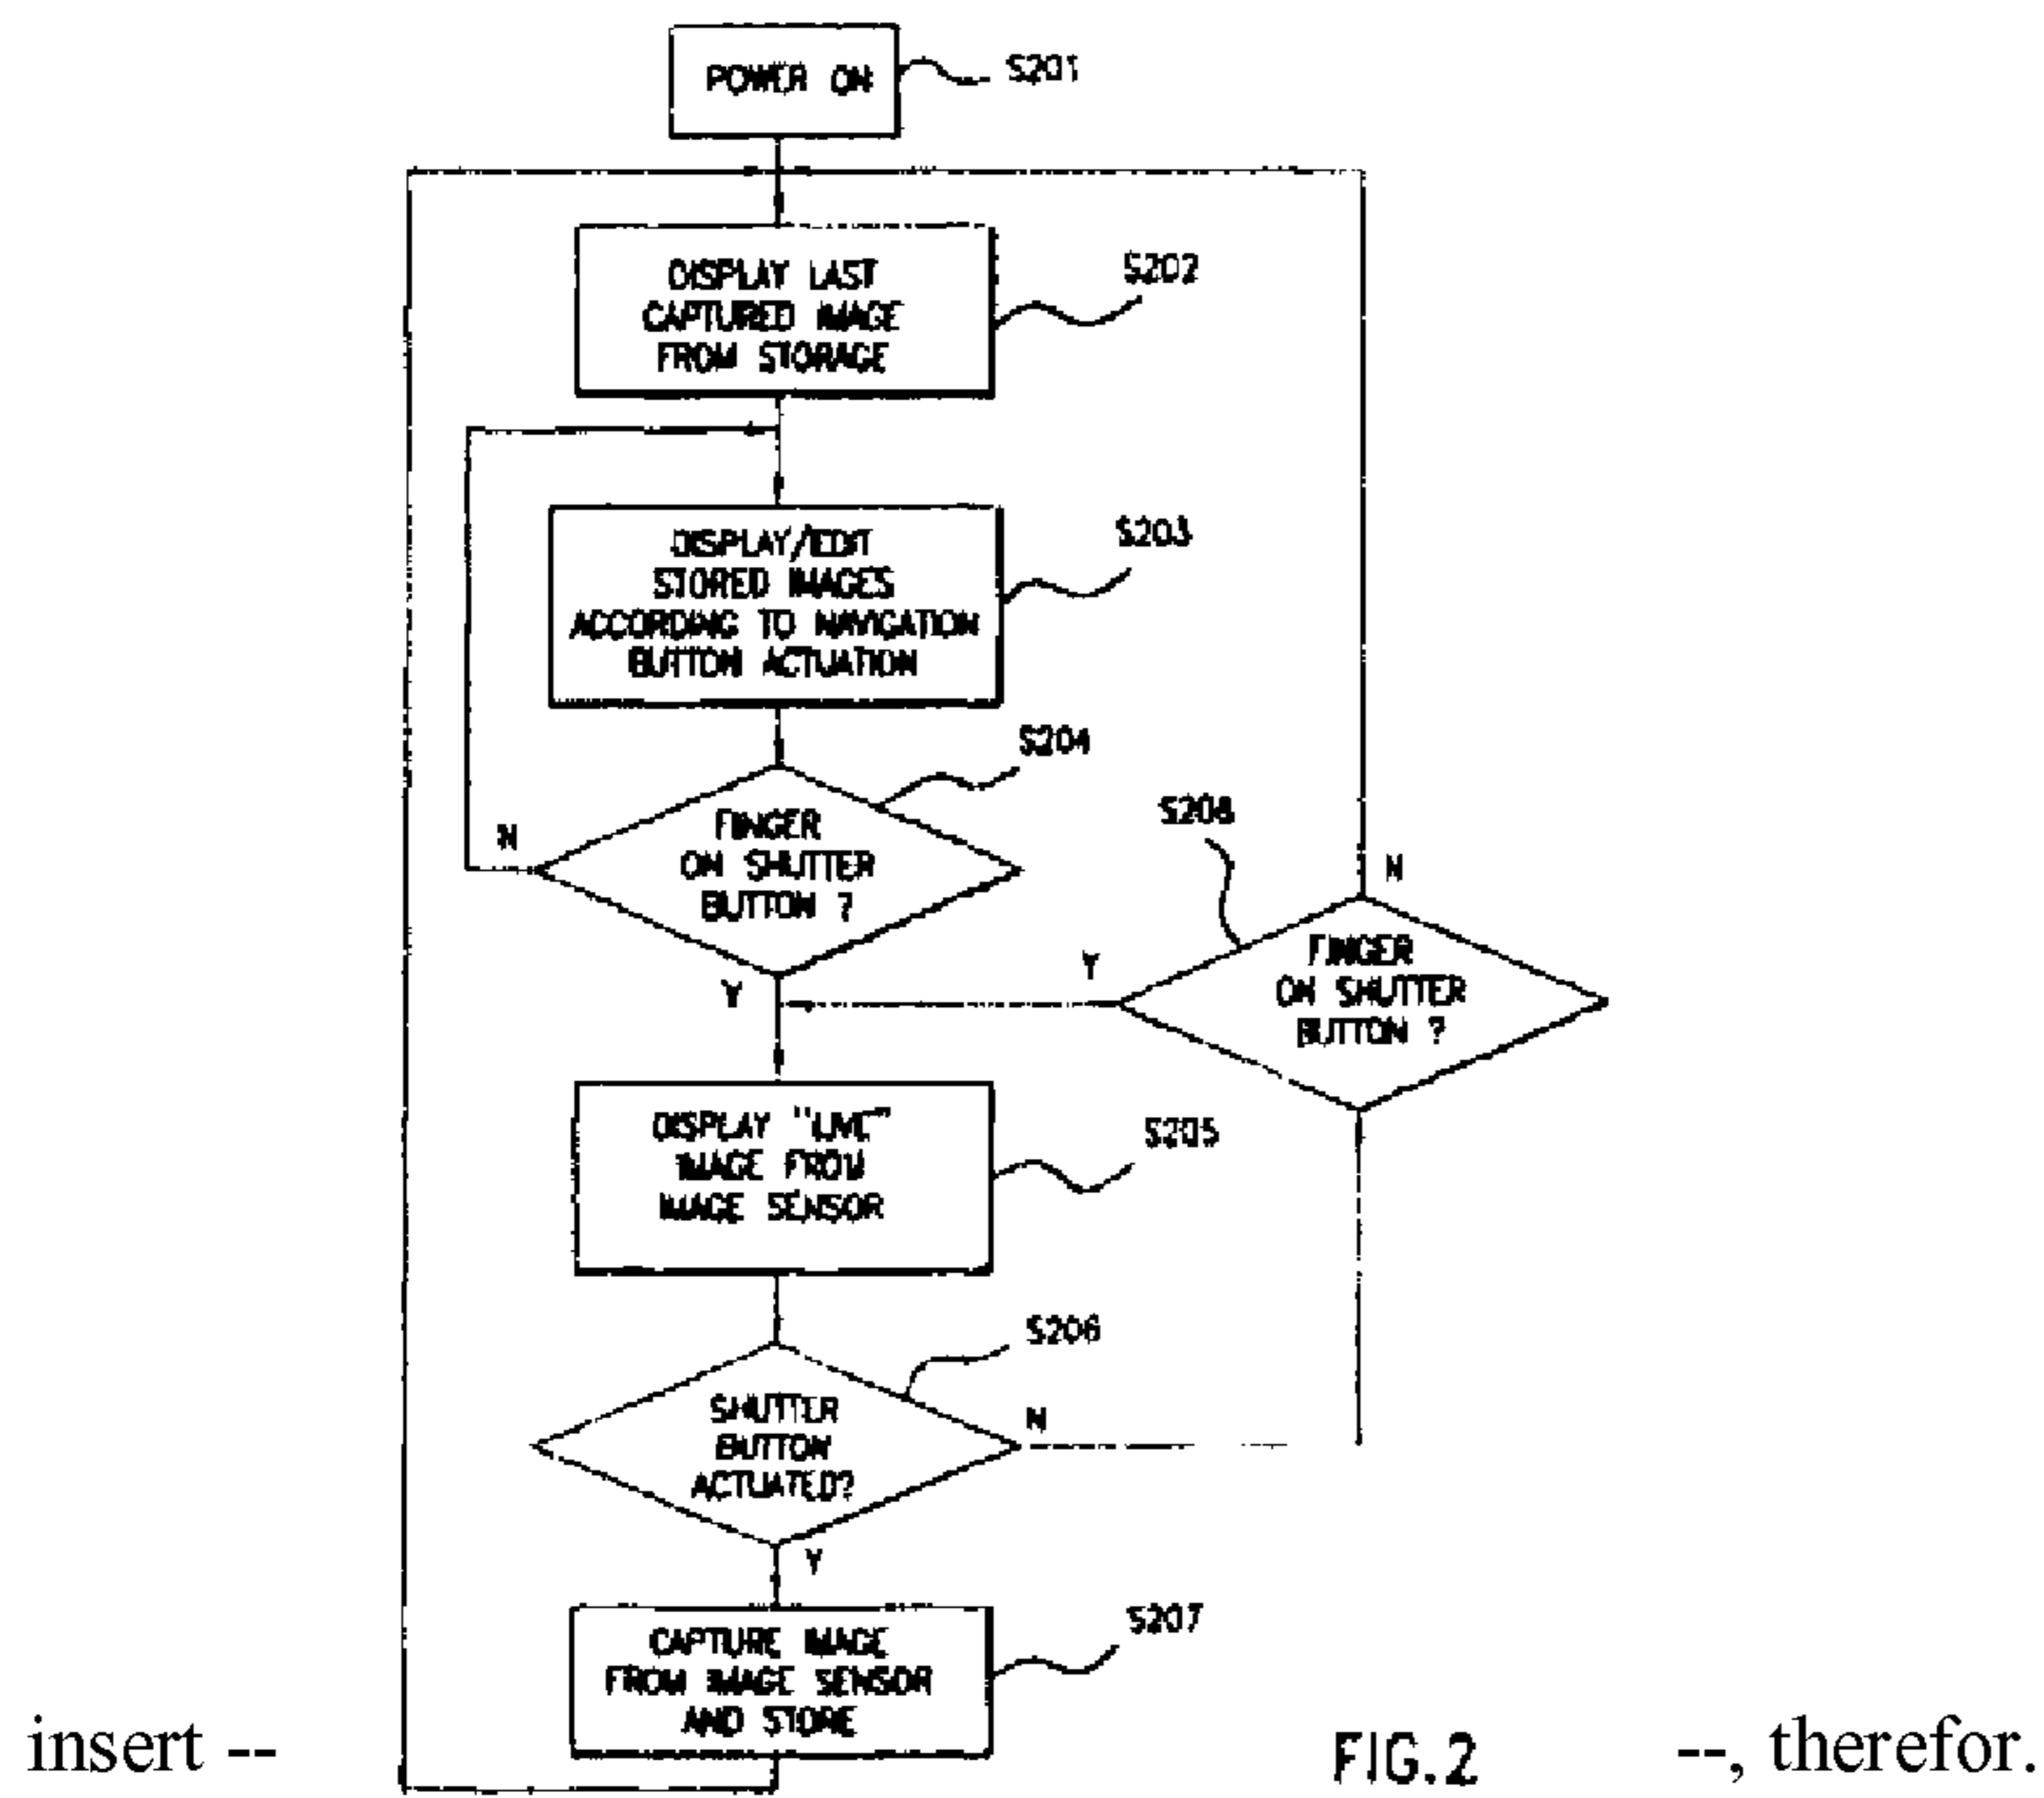 POWER ON
S201
DISPLAY LAST
CAPTURED IMAGE
FROM STORAGE
S202
DISPLAY/EDIT
STORED IMAGES
ACCORDING TO NAVIGATION
BUTTON ACTUATION
S203
S204
FINGER
ON SHUTTER
BUTTON ?
N
Y
S208
N
FINGER
ON SHUTTER
BUTTON ?
Y
DISPLAY "LIVE"
IMAGE FROM
IMAGE SENSOR
S205
S206
SHUTTER
BUTTON
ACTUATED?
N
Y
CAPTURE IMAGE
FROM IMAGE SENSOR
AND STORE
S207
insert -- FIG.2 --, therefor.